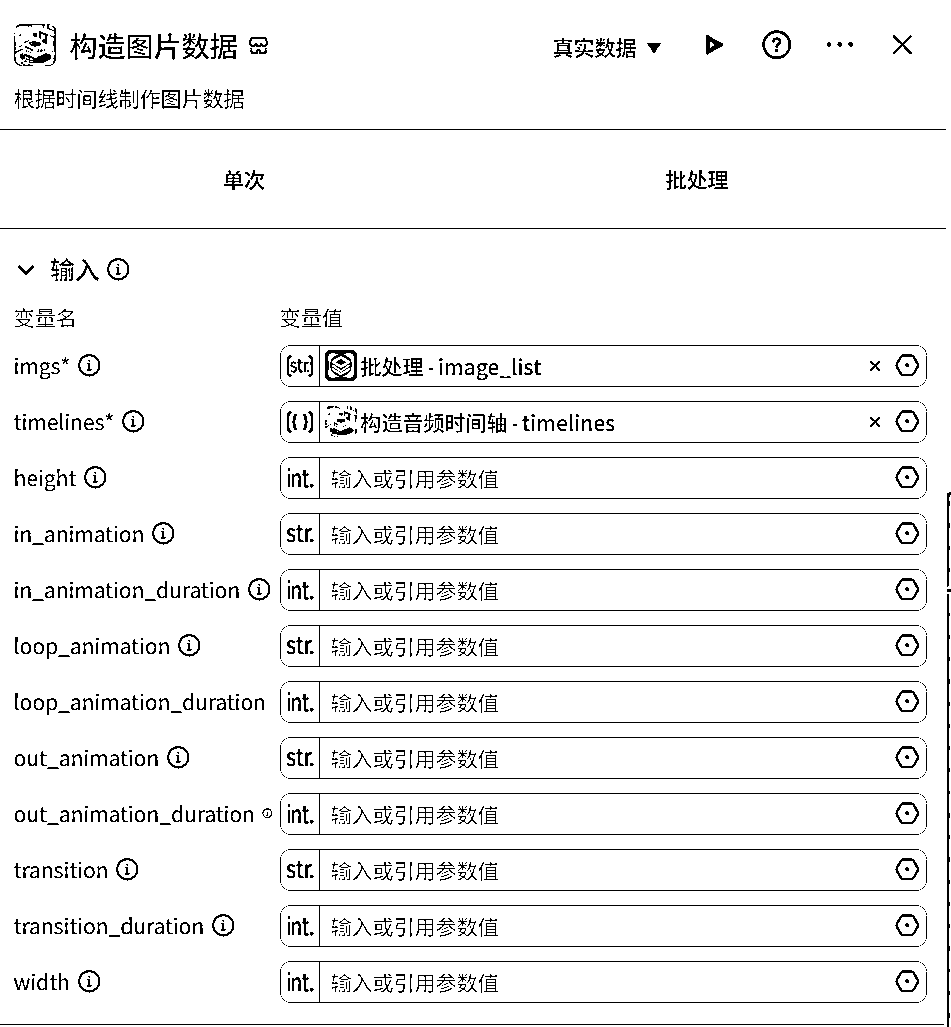 构造图片数据
真实数据
根据时间线制作图片数据
单次 批处理
输入
变量名 变量值
imgs* [str] 批处理 - image_list
timelines* [{}] 构造音频时间轴 - timelines
height int. 输入或引用参数值
in_animation str. 输入或引用参数值
in_animation_duration int. 输入或引用参数值
loop_animation str. 输入或引用参数值
loop_animation_duration int. 输入或引用参数值
out_animation str. 输入或引用参数值
out_animation_duration int. 输入或引用参数值
transition str. 输入或引用参数值
transition_duration int. 输入或引用参数值
width int. 输入或引用参数值